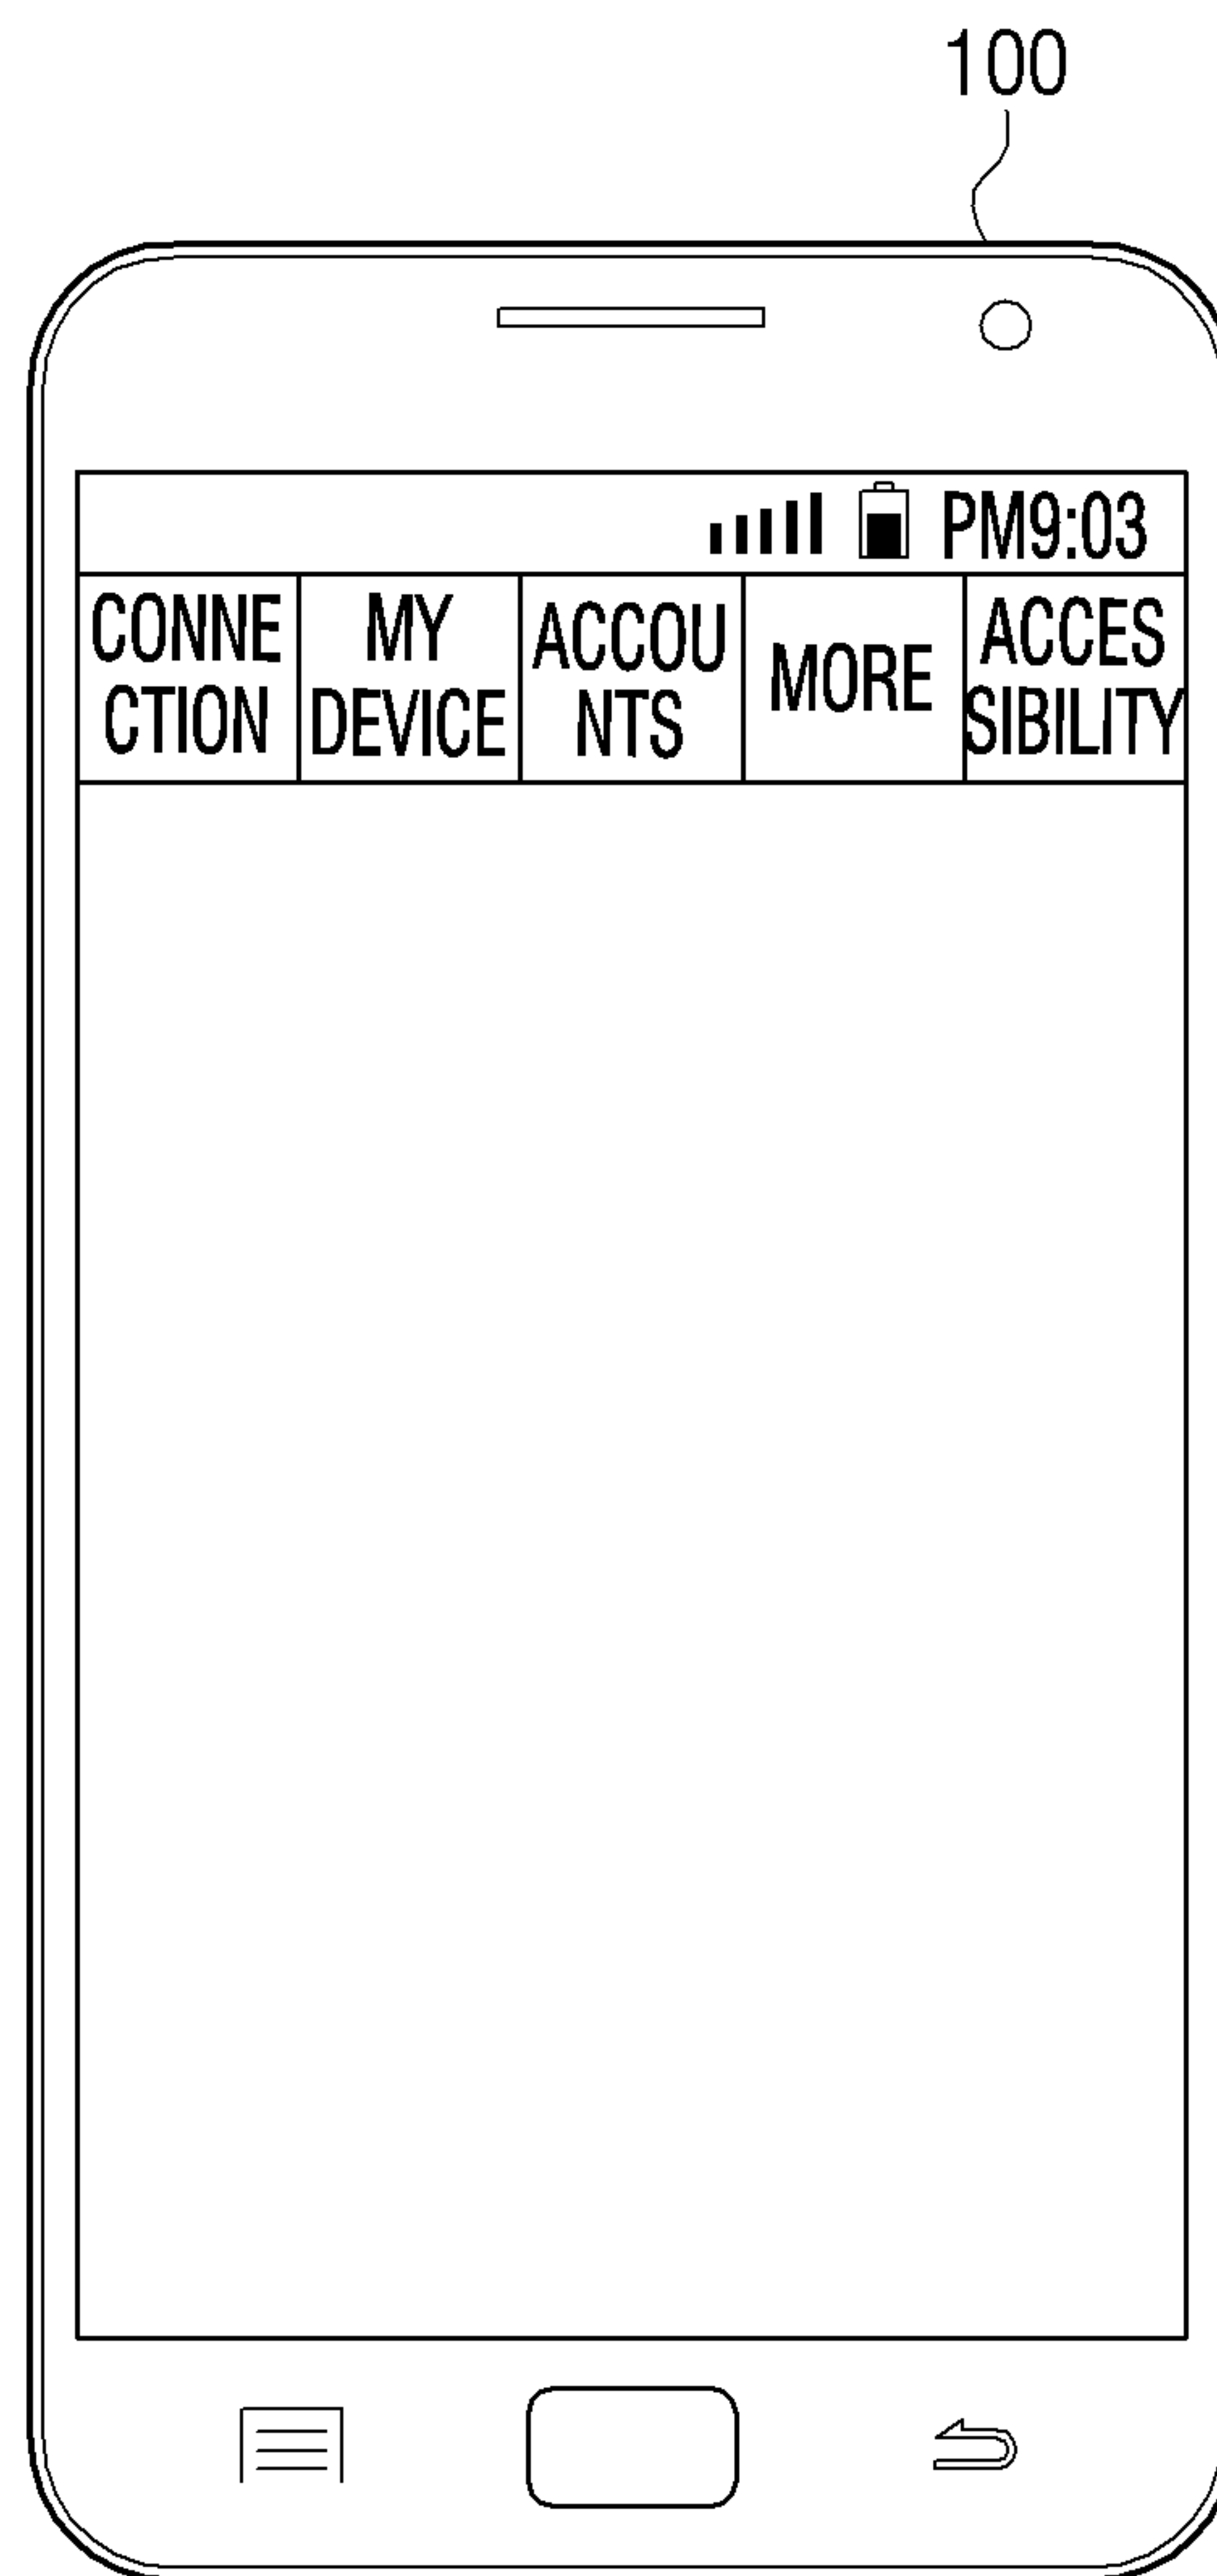 100
PM9:03
CONNE
CTION
MY
DEVICE
ACCOU
NTS
MORE
ACCES
SIBILITY